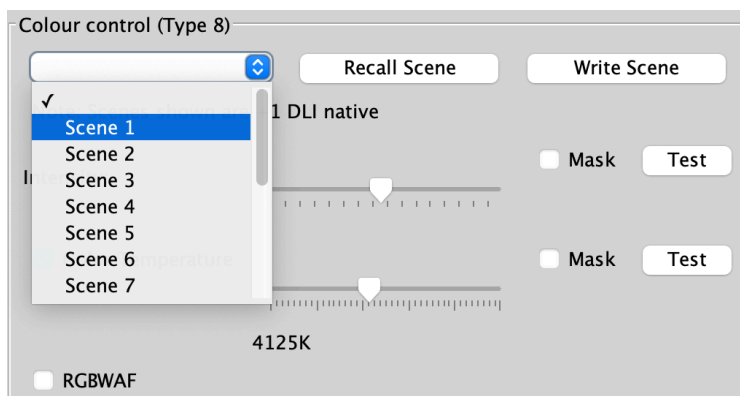 Colour control (Type 8)
Recall Scene
Write Scene
✓
1 DLI native
Scene 1
Scene 2
Mask
Test
Scene 3
Scene 4
Scene 5
Scene 6
Mask
Test
Scene 7
4125K
RGBWAF